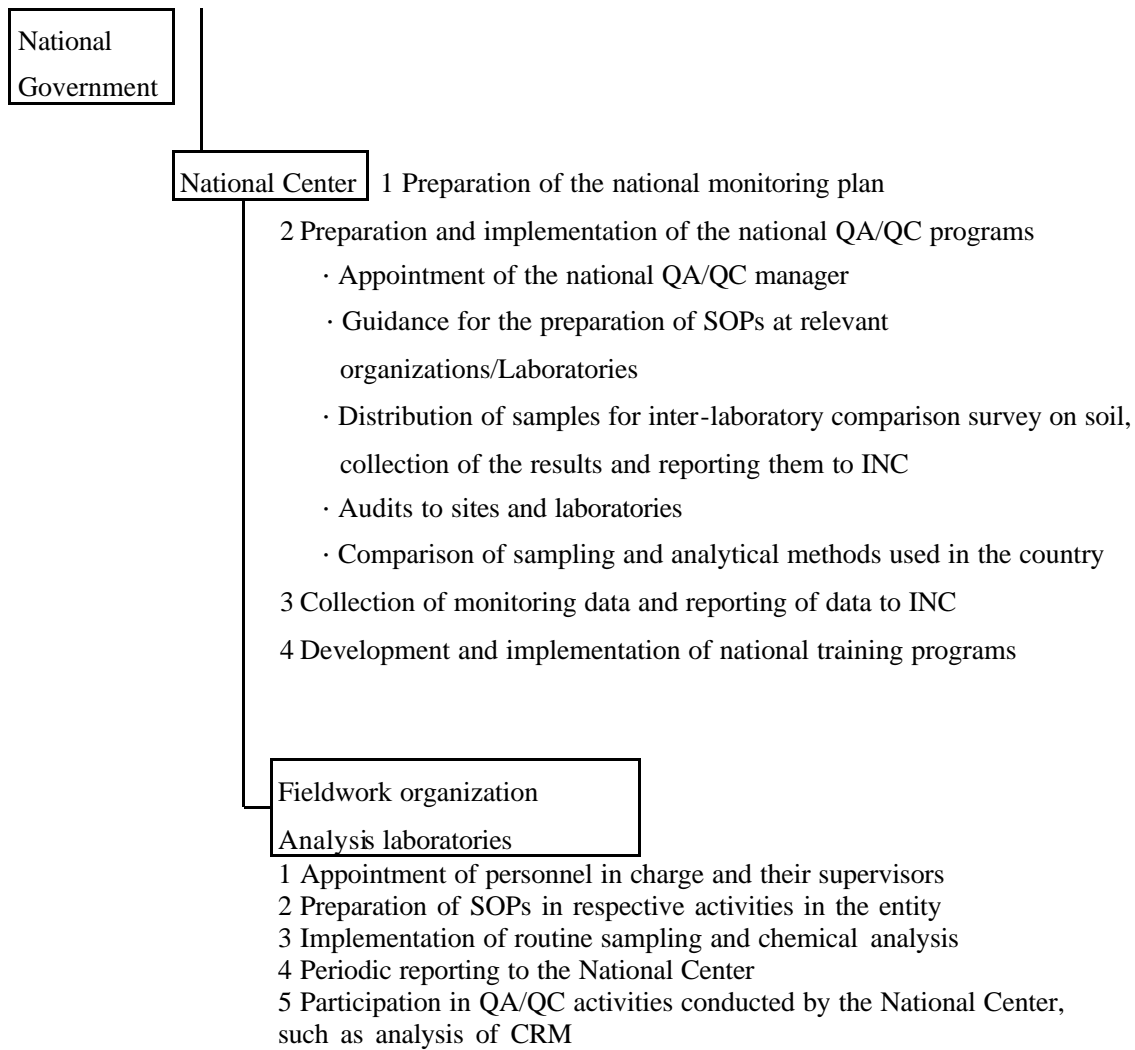 National
Government
National Center 1 Preparation of the national monitoring plan
2 Preparation and implementation of the national QA/QC programs
· Appointment of the national QA/QC manager
· Guidance for the preparation of SOPs at relevant
organizations/Laboratories
· Distribution of samples for inter-laboratory comparison survey on soil,
collection of the results and reporting them to INC
· Audits to sites and laboratories
· Comparison of sampling and analytical methods used in the country
3 Collection of monitoring data and reporting of data to INC
4 Development and implementation of national training programs
Fieldwork organization
Analysis laboratories
1 Appointment of personnel in charge and their supervisors
2 Preparation of SOPs in respective activities in the entity
3 Implementation of routine sampling and chemical analysis
4 Periodic reporting to the National Center
5 Participation in QA/QC activities conducted by the National Center,
such as analysis of CRM